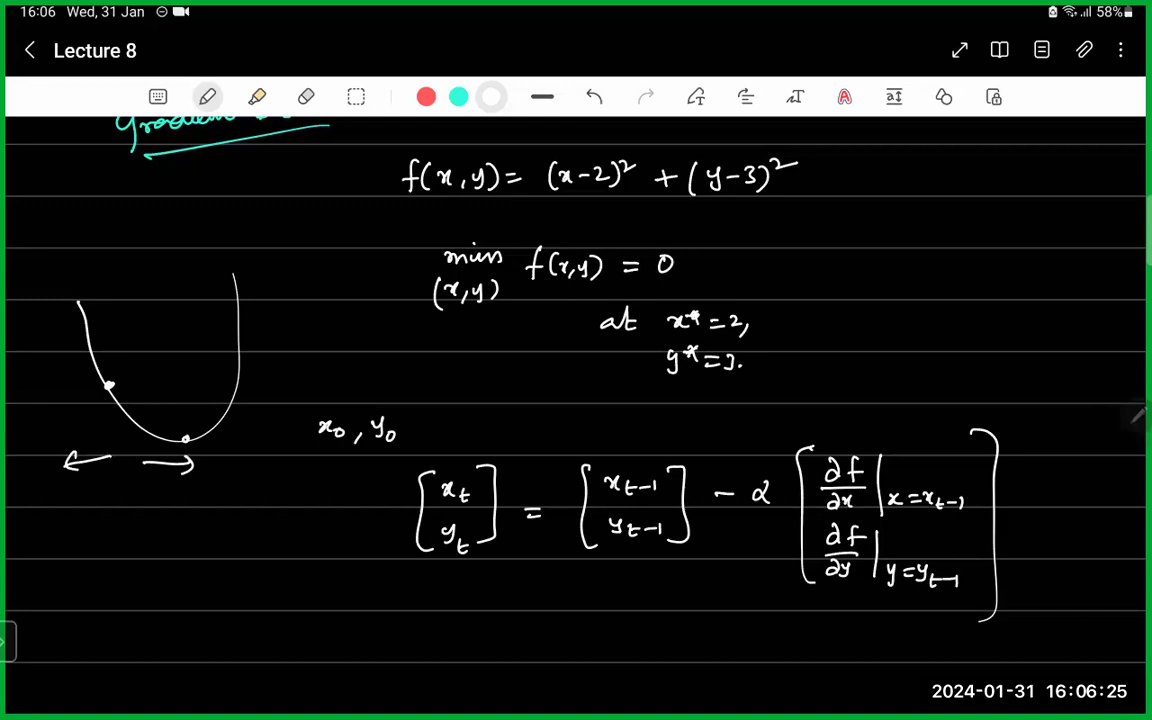 16:06 Wed, 31 Jan
58%
Lecture 8
f(x,y) = (x-2)² + (y-3)²
min f(x,y) = 0
(x,y)
at x* = 2,
y* = 3.
x₀, y₀
[x_t y_t] = [x_{t-1} y_{t-1}] - α [∂f/∂x |_{x=x_{t-1}} ∂f/∂y |_{y=y_{t-1}}]
2024-01-31 16:06:25